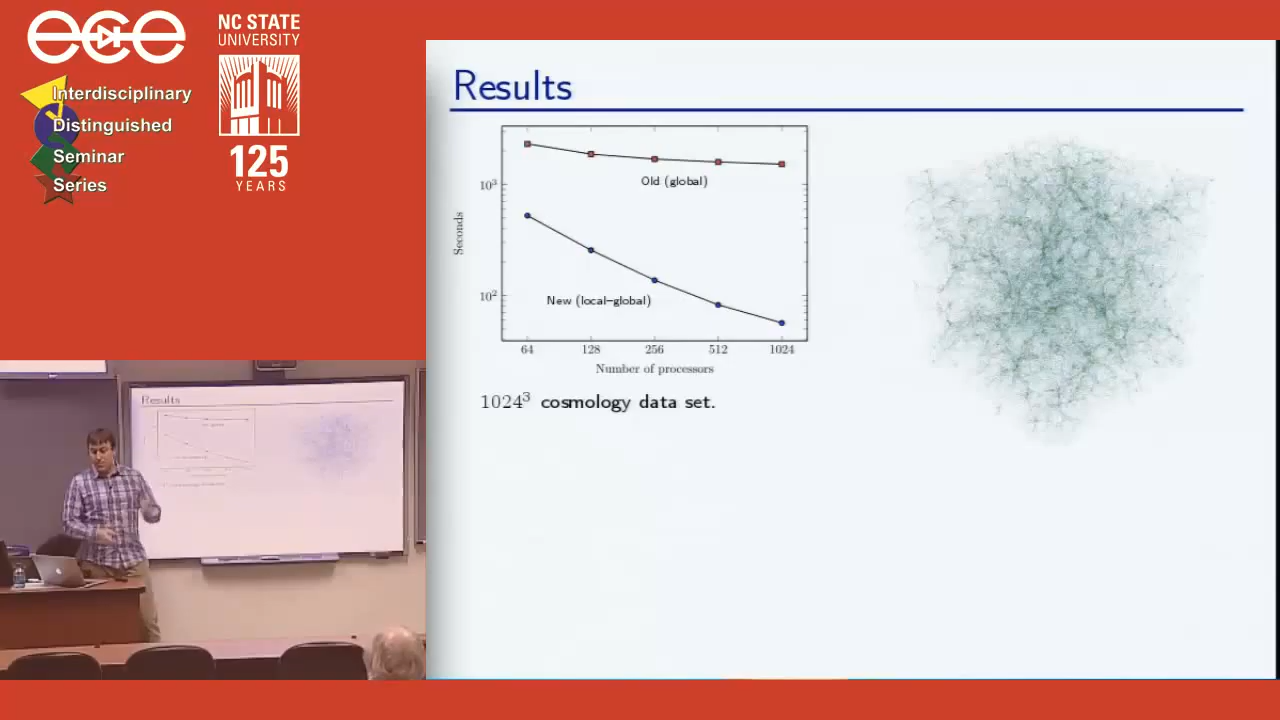 ece
NC STATE
UNIVERSITY
Interdisciplinary
Distinguished
Seminar
Series
125
YEARS
Results
10³
10²
Seconds
Old (global)
New (local–global)
64 128 256 512 1024
Number of processors
1024³ cosmology data set.
Results